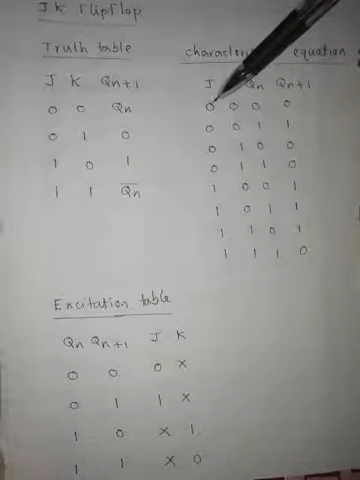 JK Flipflop
Truth table
J K Qn+1
0 0 Qn
0 1 0
1 0 1
1 1 Q̅n
equation
J Qn Qn+1
0 0 0 0
0 0 1 1
0 1 0 0
0 1 1 0
1 0 0 1
1 0 1 1
1 1 0 1
1 1 1 0
Excitation table
Qn Qn+1 J K
0 0 0 X
0 1 1 X
1 0 X 1
1 1 X 0